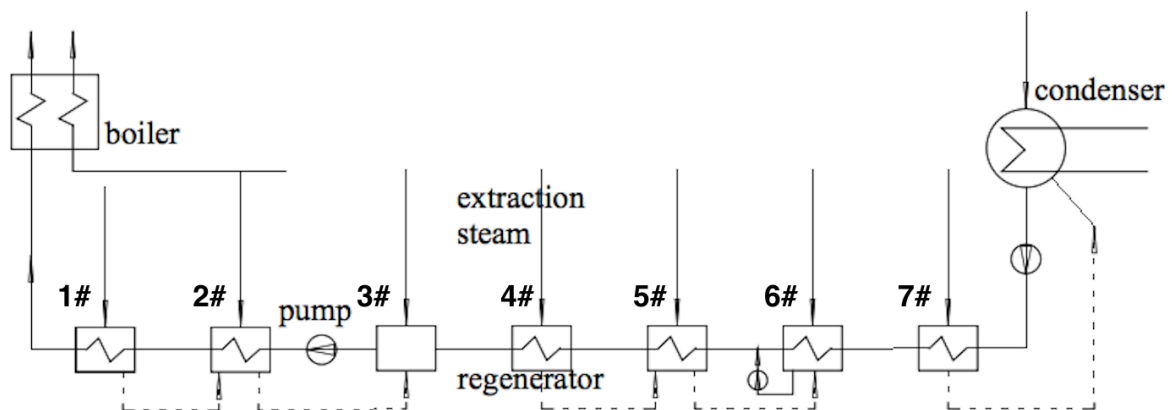 condenser
boiler
extraction
steam
1#
2#
pump
3#
4#
5#
6#
7#
regenerator